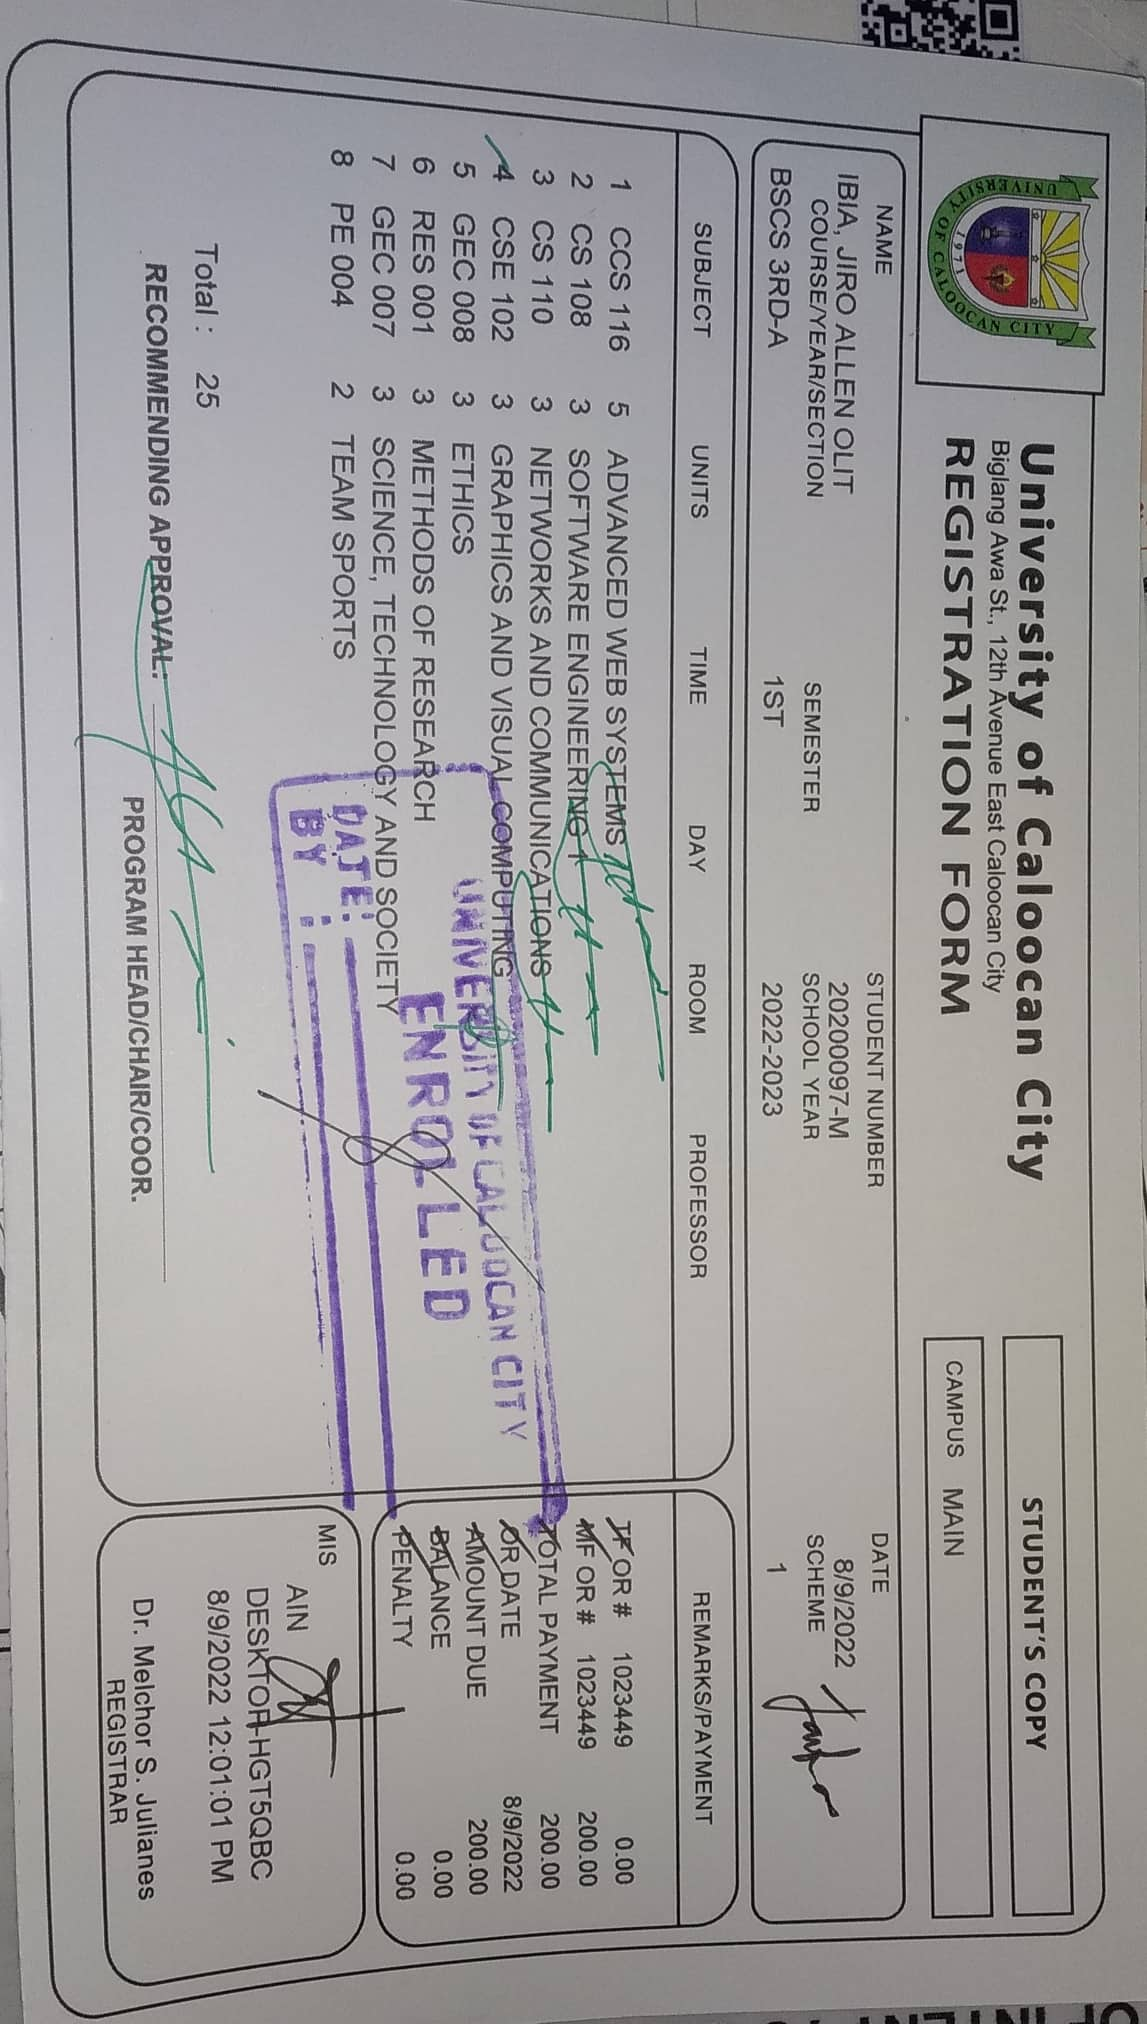 UNIVERSITY OF CALOOCAN CITY
1971
University of Caloocan City
Biglang Awa St., 12th Avenue East Caloocan City
REGISTRATION FORM
STUDENT'S COPY
CAMPUS MAIN
NAME STUDENT NUMBER DATE
IBIA, JIRO ALLEN OLIT 20200097-M 8/9/2022
COURSE/YEAR/SECTION SEMESTER SCHOOL YEAR SCHEME
BSCS 3RD-A 1ST 2022-2023 1
SUBJECT UNITS TIME DAY ROOM PROFESSOR REMARKS/PAYMENT
1 CCS 116 5 ADVANCED WEB SYSTEMS
2 CS 108 3 SOFTWARE ENGINEERING 1
3 CS 110 3 NETWORKS AND COMMUNICATIONS
4 CSE 102 3 GRAPHICS AND VISUAL COMPUTING
5 GEC 008 3 ETHICS
6 RES 001 3 METHODS OF RESEARCH
7 GEC 007 3 SCIENCE, TECHNOLOGY AND SOCIETY
8 PE 004 2 TEAM SPORTS
UNIVERSITY OF CALOOCAN CITY
ENROLLED
DATE:
BY :
Total : 25
RECOMMENDING APPROVAL:
PROGRAM HEAD/CHAIR/COOR.
TF OR # 1023449 0.00
MF OR # 1023449 200.00
TOTAL PAYMENT 200.00
OR DATE 8/9/2022
AMOUNT DUE 200.00
BALANCE 0.00
PENALTY 0.00
MIS
AIN
DESKTOP-HGT5QBC
8/9/2022 12:01:01 PM
Dr. Melchor S. Julianes
REGISTRAR